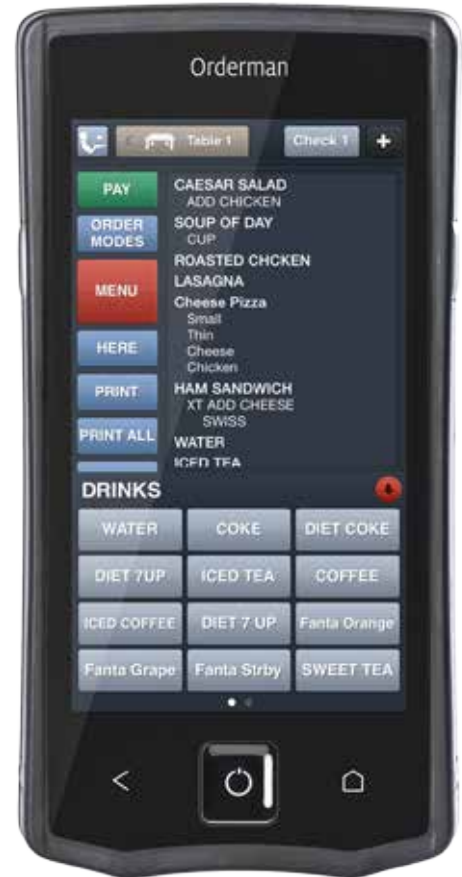 Orderman
Table 1
Check 1
+
PAY
ORDER
MODES
MENU
HERE
PRINT
PRINT ALL
CAESAR SALAD
ADD CHICKEN
SOUP OF DAY
CUP
ROASTED CHCKEN
LASAGNA
Cheese Pizza
Small
Thin
Cheese
Chicken
HAM SANDWICH
XT ADD CHEESE
SWISS
WATER
ICED TEA
DRINKS
WATER COKE DIET COKE
DIET 7UP ICED TEA COFFEE
ICED COFFEE DIET 7 UP Fanta Orange
Fanta Grape Fanta Strby SWEET TEA